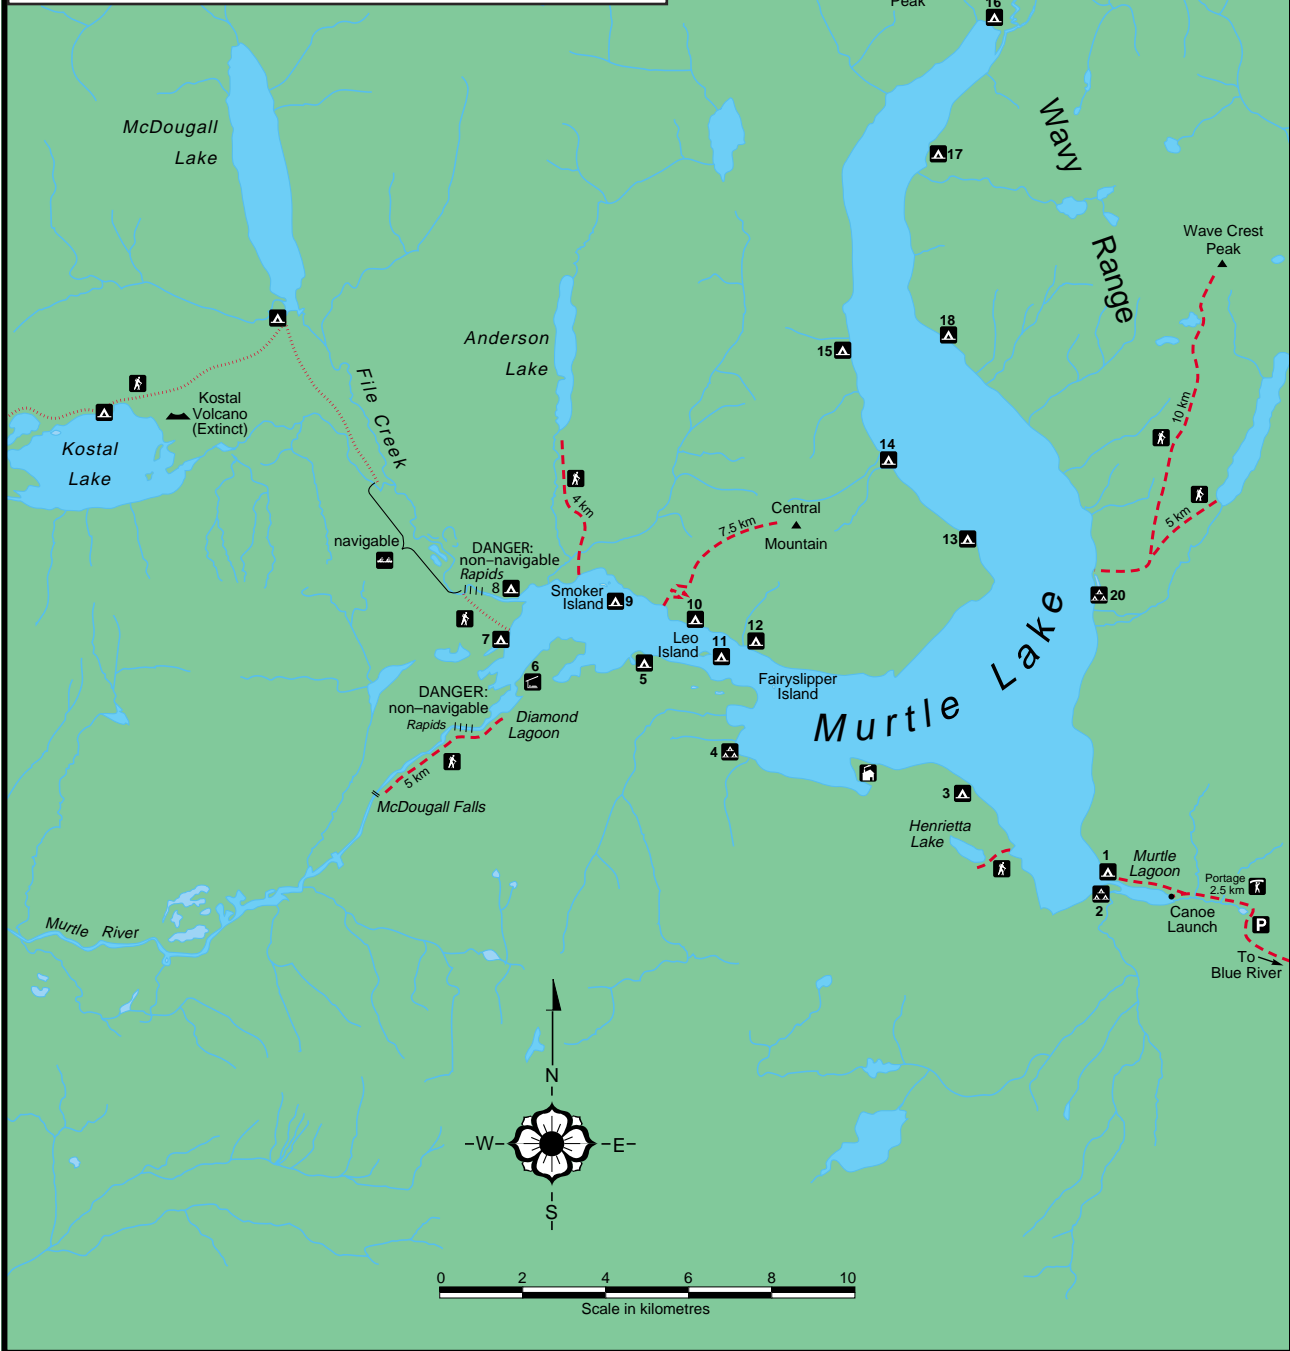 Peak
16
McDougall
Lake
17
Wavy
Range
Wave Crest
Peak
18
15
Anderson
Lake
File Creek
Kostal
Volcano
(Extinct)
Kostal
Lake
10 km
14
4 km
5 km
Central
Mountain
7.5 km
13
navigable
DANGER:
non–navigable
Rapids
8
Smoker
Island
9
10
20
7
Leo
Island
11
12
6
5
Fairyslipper
Island
Murtle Lake
DANGER:
non–navigable
Rapids
Diamond
Lagoon
4
5 km
McDougall Falls
3
Henrietta
Lake
1
Murtle
Lagoon
Portage
2.5 km
2
Canoe
Launch
P
To
Blue River
Murtle River
N
W
E
S
0 2 4 6 8 10
Scale in kilometres